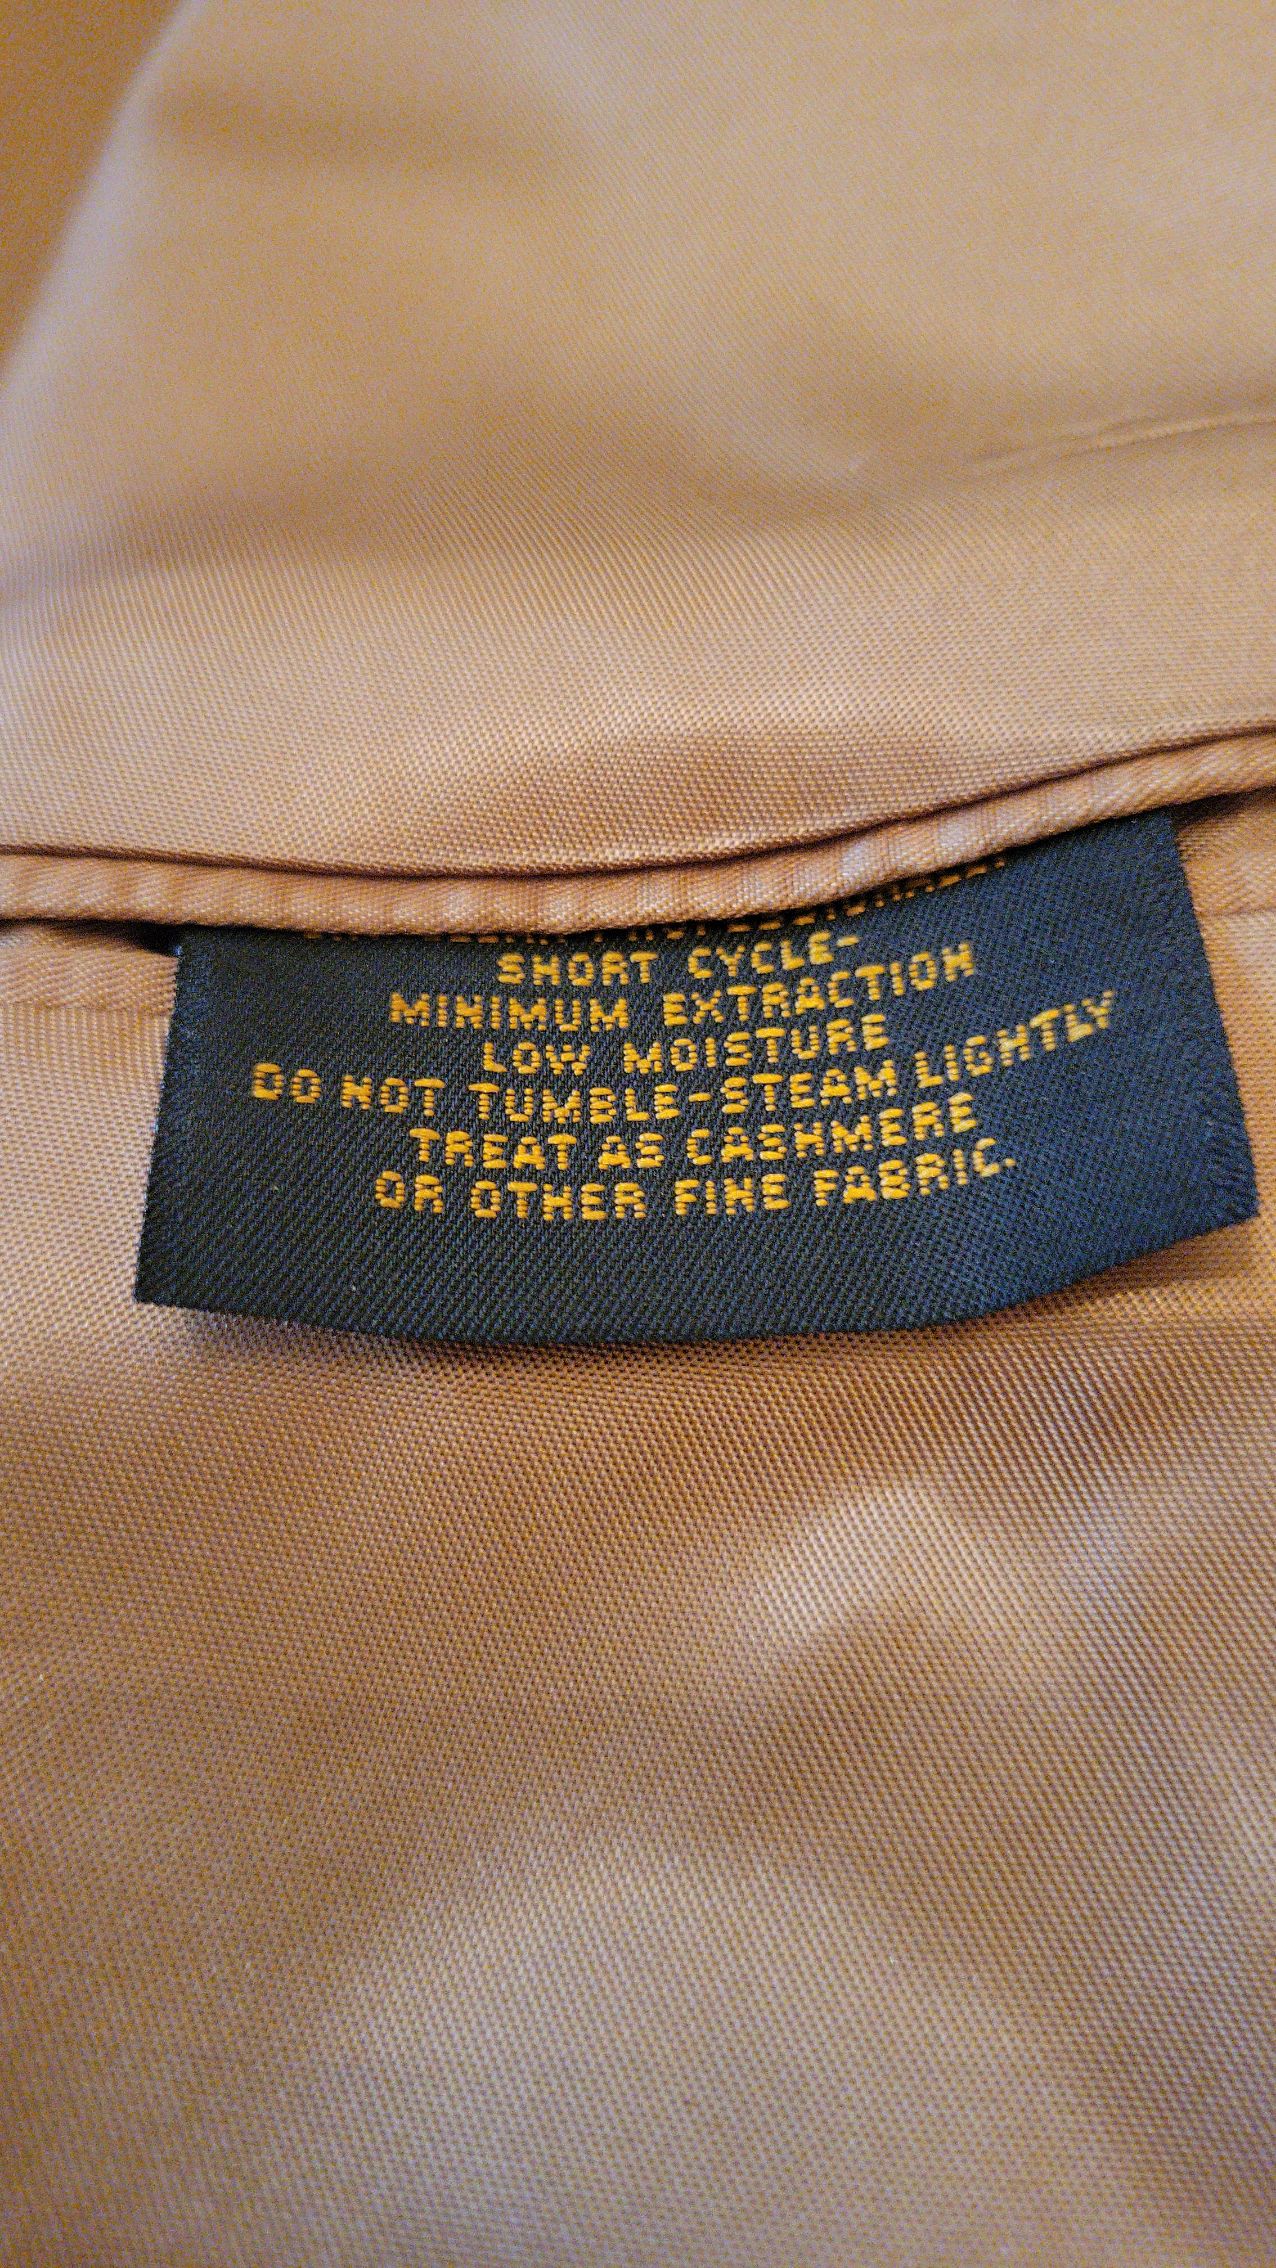 SHORT CYCLE-
MINIMUM EXTRACTION
LOW MOISTURE
DO NOT TUMBLE-STEAM LIGHTLY
TREAT AS CASHMERE
OR OTHER FINE FABRIC.